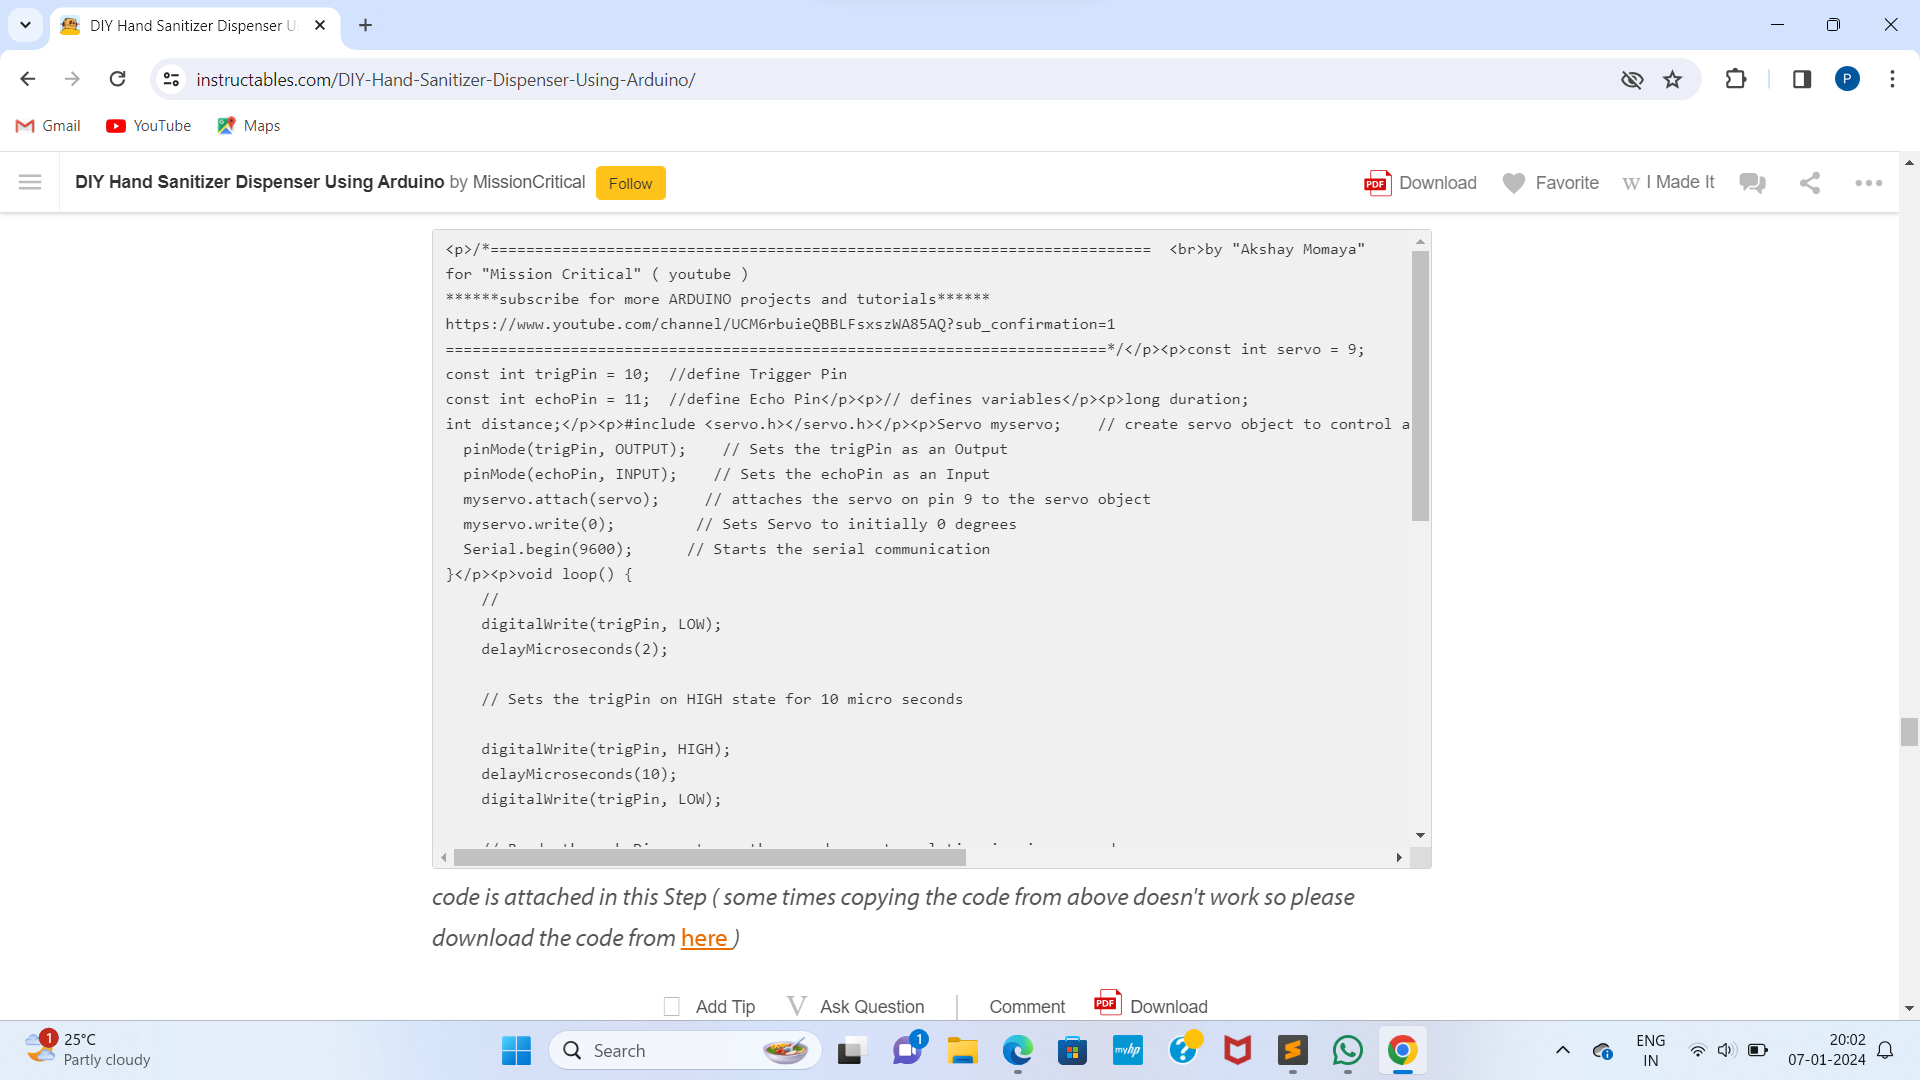 DIY Hand Sanitizer Dispenser U
instructables.com/DIY-Hand-Sanitizer-Dispenser-Using-Arduino/
P
Gmail
YouTube
Maps
DIY Hand Sanitizer Dispenser Using Arduino by MissionCritical
Follow
PDF Download
Favorite
W I Made It
<p>/*==========================================================================  <br>by "Akshay Momaya"
for "Mission Critical" ( youtube )
******subscribe for more ARDUINO projects and tutorials******
https://www.youtube.com/channel/UCM6rbuieQBBLFsxszWA85AQ?sub_confirmation=1
==========================================================================*/</p><p>const int servo = 9;
const int trigPin = 10;  //define Trigger Pin
const int echoPin = 11;  //define Echo Pin</p><p>// defines variables</p><p>long duration;
int distance;</p><p>#include <servo.h></servo.h></p><p>Servo myservo;    // create servo object to control a
  pinMode(trigPin, OUTPUT);    // Sets the trigPin as an Output
  pinMode(echoPin, INPUT);    // Sets the echoPin as an Input
  myservo.attach(servo);     // attaches the servo on pin 9 to the servo object
  myservo.write(0);         // Sets Servo to initially 0 degrees
  Serial.begin(9600);      // Starts the serial communication
}</p><p>void loop() {
    //
    digitalWrite(trigPin, LOW);
    delayMicroseconds(2);
    // Sets the trigPin on HIGH state for 10 micro seconds
    digitalWrite(trigPin, HIGH);
    delayMicroseconds(10);
    digitalWrite(trigPin, LOW);
code is attached in this Step ( some times copying the code from above doesn't work so please
download the code from here )
Add Tip
V Ask Question
Comment
PDF Download
1
25°C
Partly cloudy
Search
1
myhp
?
ENG
IN
20:02
07-01-2024